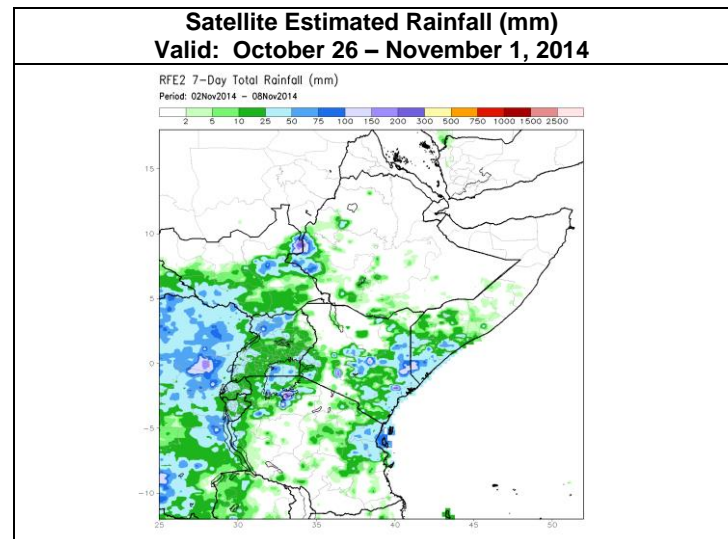 Satellite Estimated Rainfall (mm)
Valid: October 26 – November 1, 2014
RFE2 7-Day Total Rainfall (mm)
Period: 02Nov2014 – 08Nov2014
2 5 10 25 50 75 100 150 200 300 500 750 1000 1500 2500
15
10
5
0
-5
-10
25 30 35 40 45 50